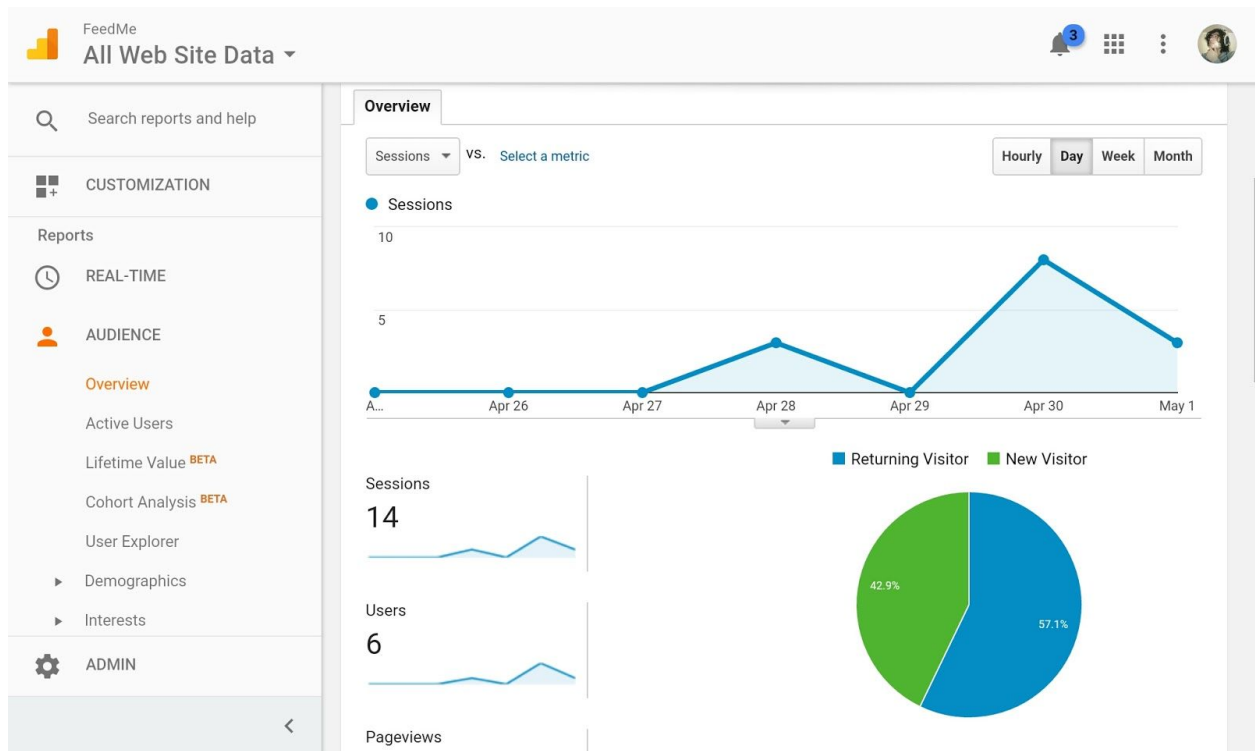 FeedMe
All Web Site Data
3
Search reports and help
CUSTOMIZATION
Reports
REAL-TIME
AUDIENCE
Overview
Active Users
Lifetime Value BETA
Cohort Analysis BETA
User Explorer
Demographics
Interests
ADMIN
Overview
Sessions VS. Select a metric
Hourly Day Week Month
Sessions
10
5
A... Apr 26 Apr 27 Apr 28 Apr 29 Apr 30 May 1
Returning Visitor New Visitor
Sessions
14
Users
6
Pageviews
42.9%
57.1%